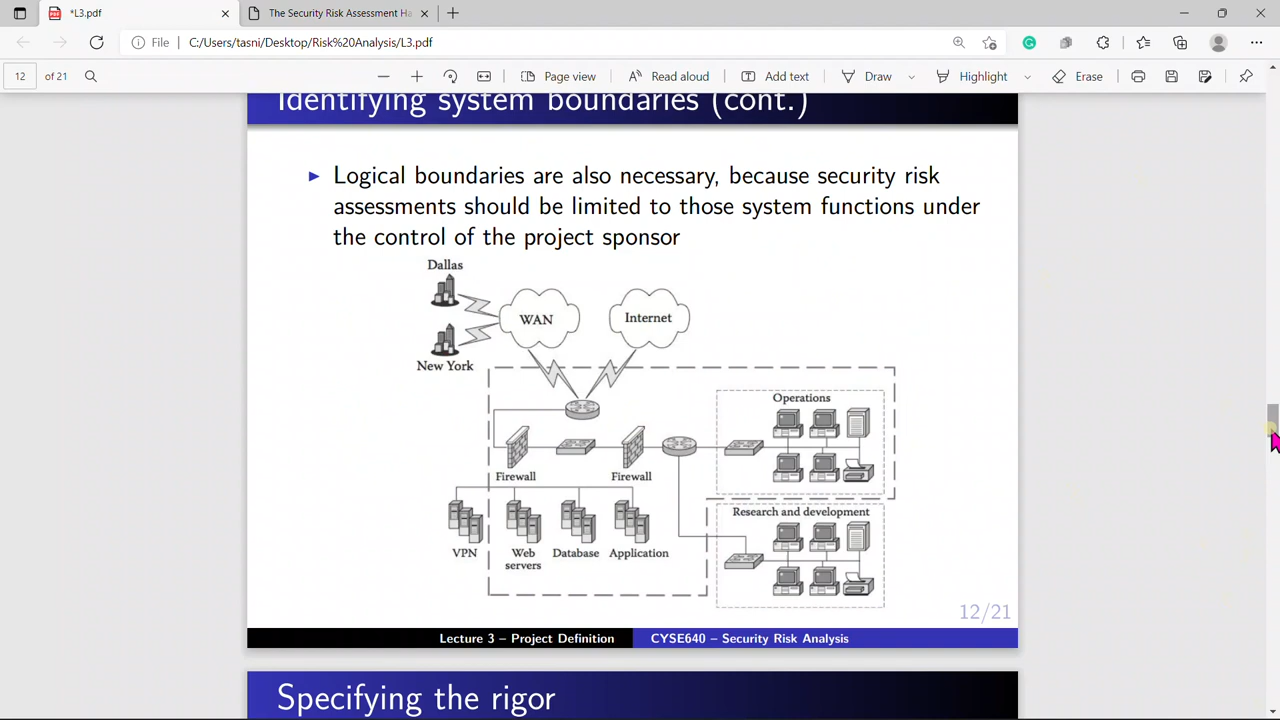 *L3.pdf
The Security Risk Assessment Ha
File
C:/Users/tasni/Desktop/Risk%20Analysis/L3.pdf
12
of 21
Page view
Read aloud
Add text
Draw
Highlight
Erase
Identifying system boundaries (cont.)
Logical boundaries are also necessary, because security risk
assessments should be limited to those system functions under
the control of the project sponsor
Dallas
WAN
Internet
New York
Operations
Firewall
Firewall
Research and development
VPN
Web
servers
Database
Application
12/21
Lecture 3 – Project Definition
CYSE640 – Security Risk Analysis
Specifying the rigor